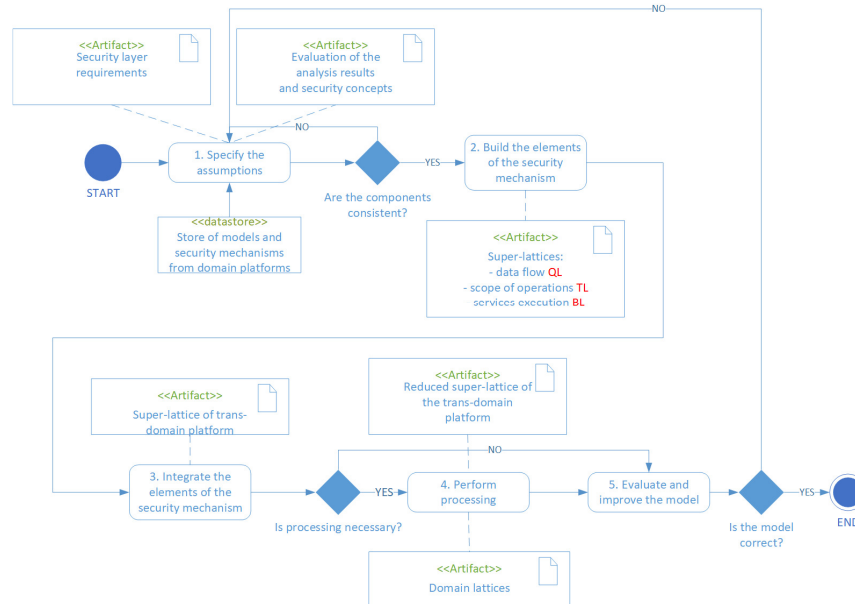 NO
<<Artifact>>
Security layer
requirements
<<Artifact>>
Evaluation of the
analysis results
and security concepts
NO
START
1. Specify the
assumptions
YES
Are the components
consistent?
2. Build the elements
of the security
mechanism
<<datastore>>
Store of models and
security mechanisms
from domain platforms
<<Artifact>>
Super-lattices:
- data flow QL
- scope of operations TL
services execution BL
<<Artifact>>
Super-lattice of trans-
domain platform
<<Artifact>>
Reduced super-lattice of
the trans-domain
platform
NO
3. Integrate the
elements of the
security mechanism
YES
Is processing necessary?
4. Perform
processing
5. Evaluate and
improve the model
YES
Is the model
correct?
END
<<Artifact>>
Domain lattices